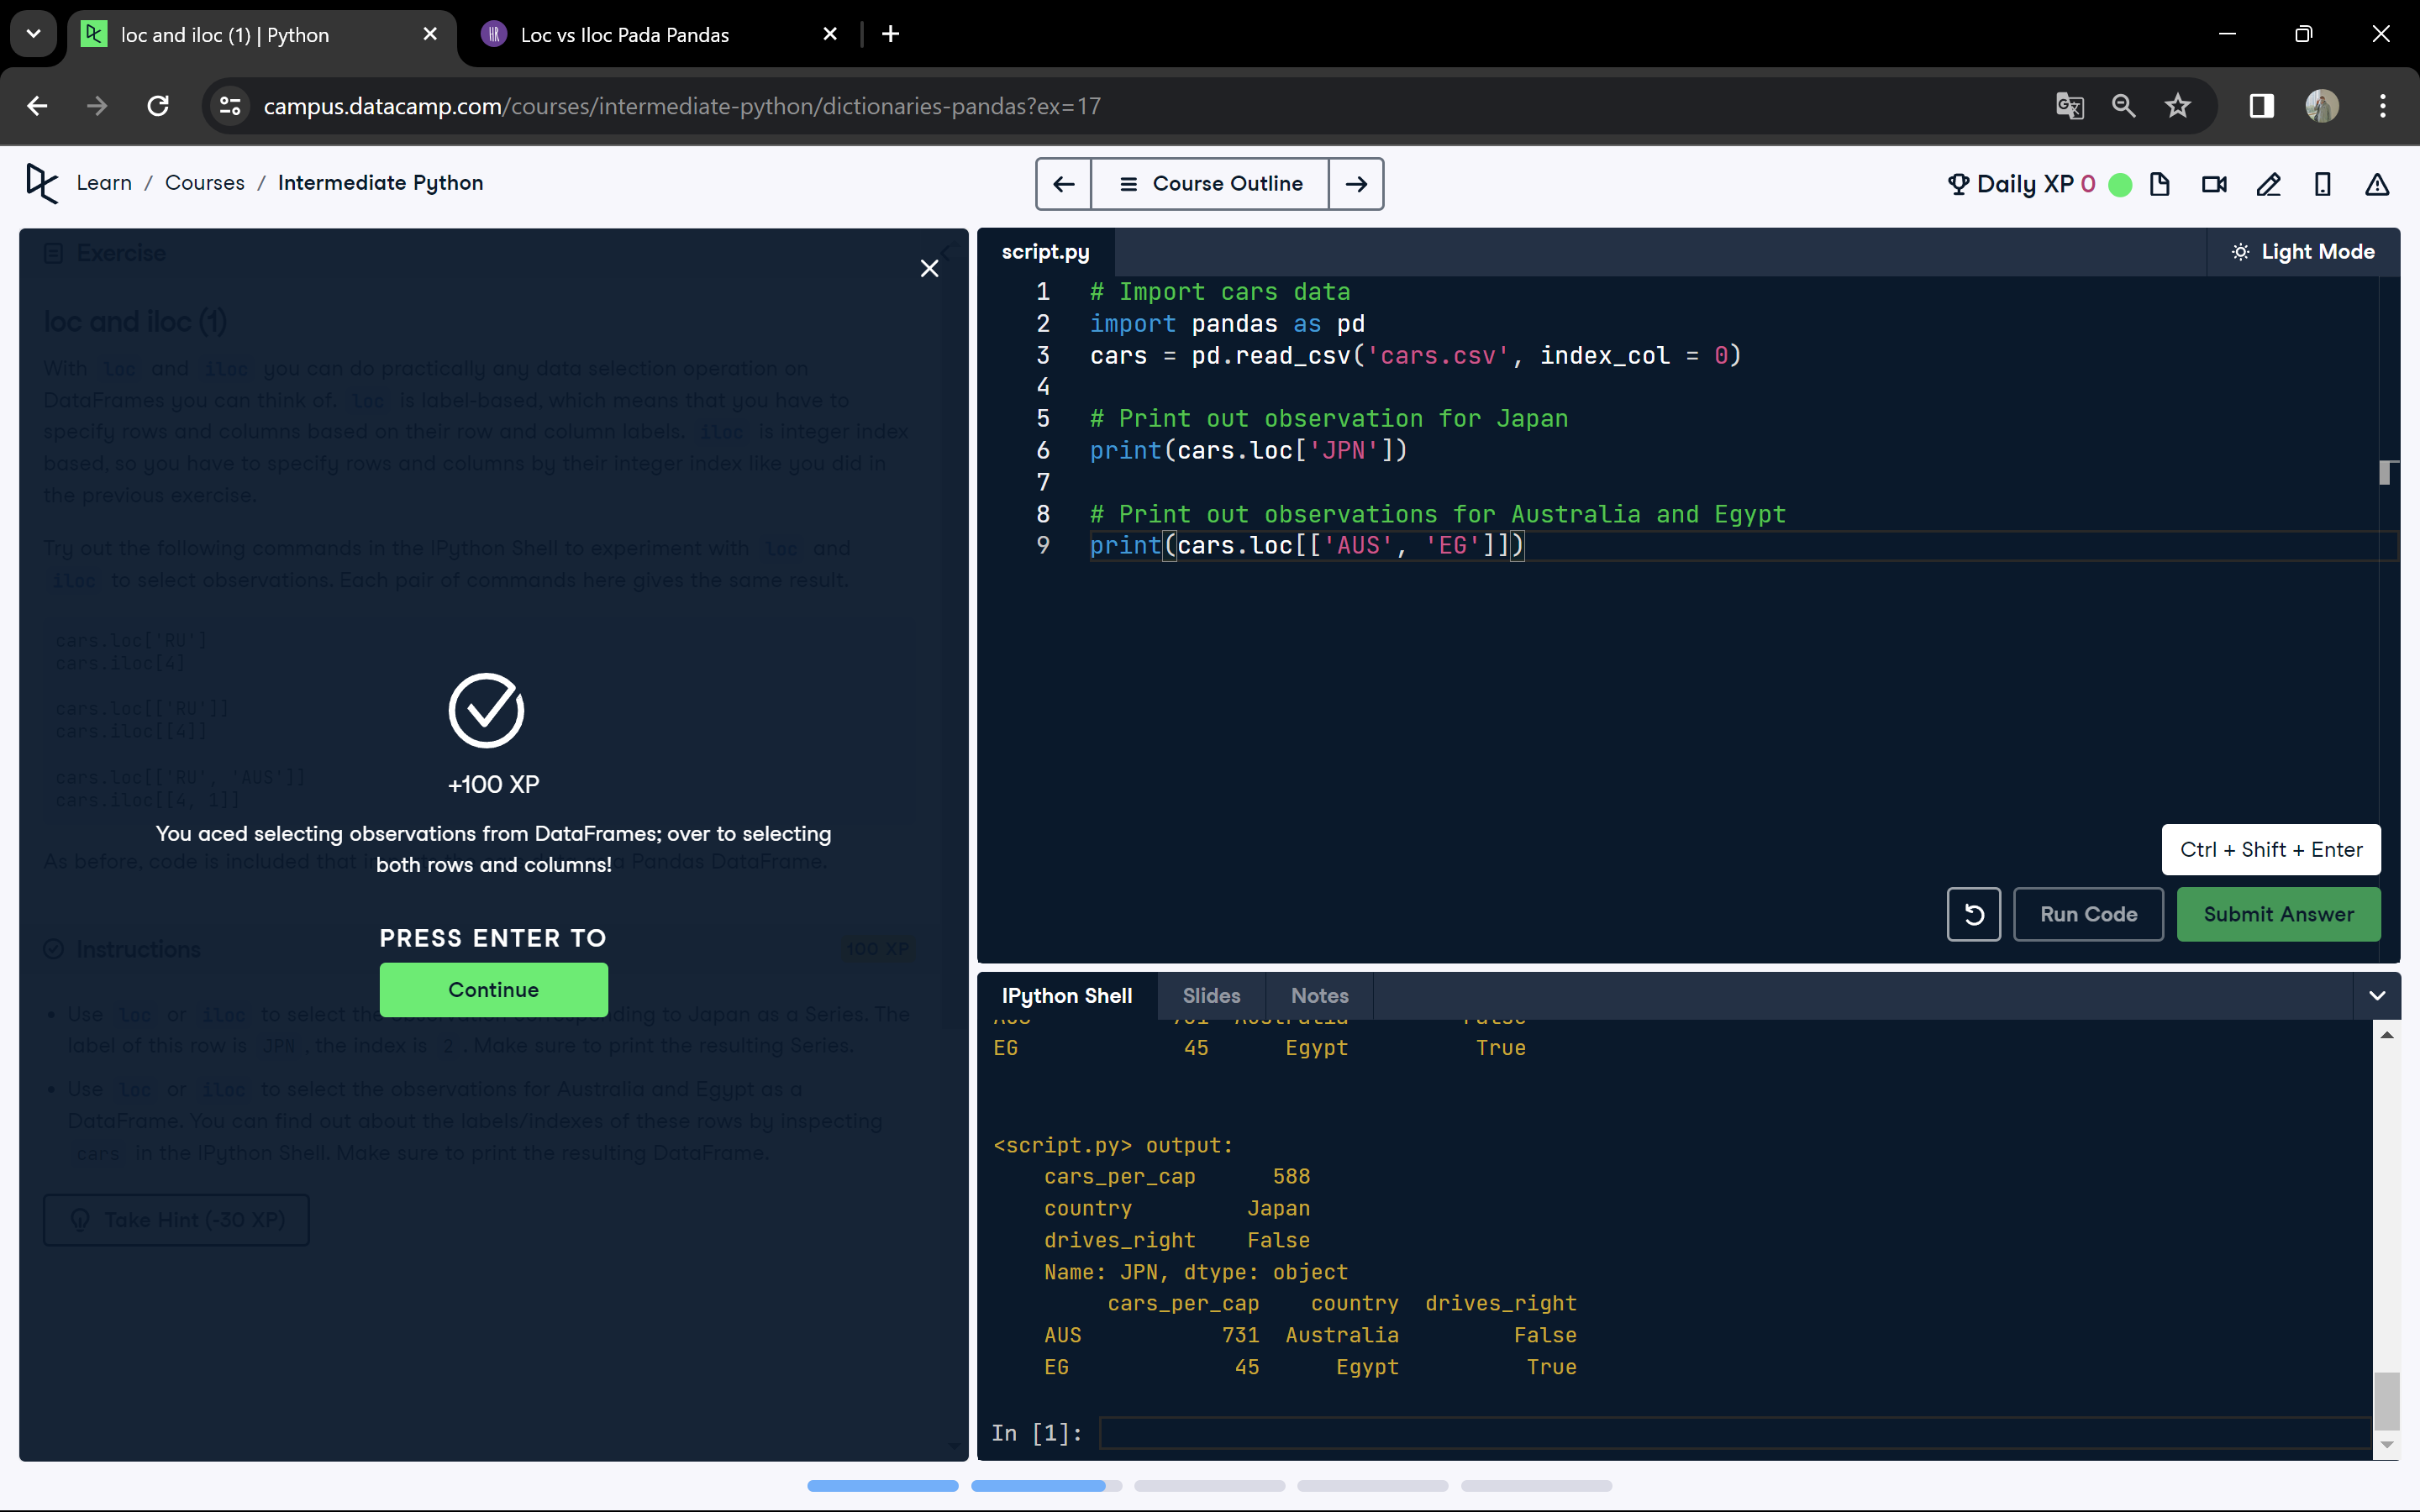 loc and iloc (1) | Python
Loc vs Iloc Pada Pandas
campus.datacamp.com/courses/intermediate-python/dictionaries-pandas?ex=17
Learn / Courses / Intermediate Python
Course Outline
Daily XP 0
Exercise
loc and iloc (1)
With loc and iloc you can do practically any data selection operation on
DataFrames you can think of. loc is label-based, which means that you have to
specify rows and columns based on their row and column labels. iloc is integer index
based, so you have to specify rows and columns by their integer index like you did in
the previous exercise.
Try out the following commands in the IPython Shell to experiment with loc and
iloc to select observations. Each pair of commands here gives the same result.
cars.loc['RU']
cars.iloc[4]
cars.loc[['RU']]
cars.iloc[[4]]
cars.loc[['RU', 'AUS']]
cars.iloc[[4, 1]]
+100 XP
You aced selecting observations from DataFrames; over to selecting
both rows and columns!
As before, code is included that Pandas DataFrame.
PRESS ENTER TO
Continue
Instructions
100 XP
Use loc or iloc to select the observation corresponding to Japan as a Series. The
label of this row is JPN, the index is 2. Make sure to print the resulting Series.
Use loc or iloc to select the observations for Australia and Egypt as a
DataFrame. You can find out about the labels/indexes of these rows by inspecting
cars in the IPython Shell. Make sure to print the resulting DataFrame.
Take Hint (-30 XP)
script.py
Light Mode
1 # Import cars data
2 import pandas as pd
3 cars = pd.read_csv('cars.csv', index_col = 0)
4
5 # Print out observation for Japan
6 print(cars.loc['JPN'])
7
8 # Print out observations for Australia and Egypt
9 print(cars.loc[['AUS', 'EG']])
Ctrl + Shift + Enter
Run Code
Submit Answer
IPython Shell
Slides
Notes
AUS 731 Australia False
EG 45 Egypt True
<script.py> output:
cars_per_cap 588
country Japan
drives_right False
Name: JPN, dtype: object
cars_per_cap country drives_right
AUS 731 Australia False
EG 45 Egypt True
In [1]: